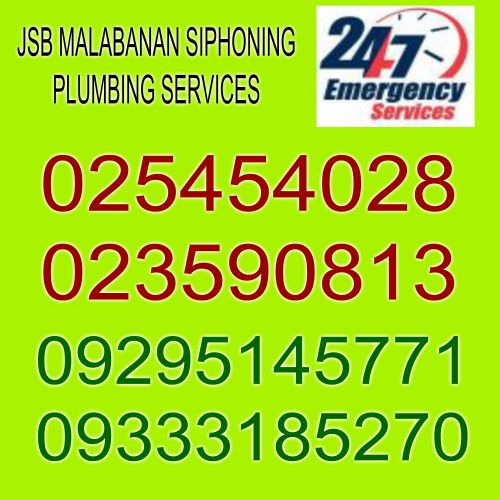 JSB MALABANAN SIPHONING
PLUMBING SERVICES
24/7
Emergency
Services
025454028
023590813
09295145771
09333185270